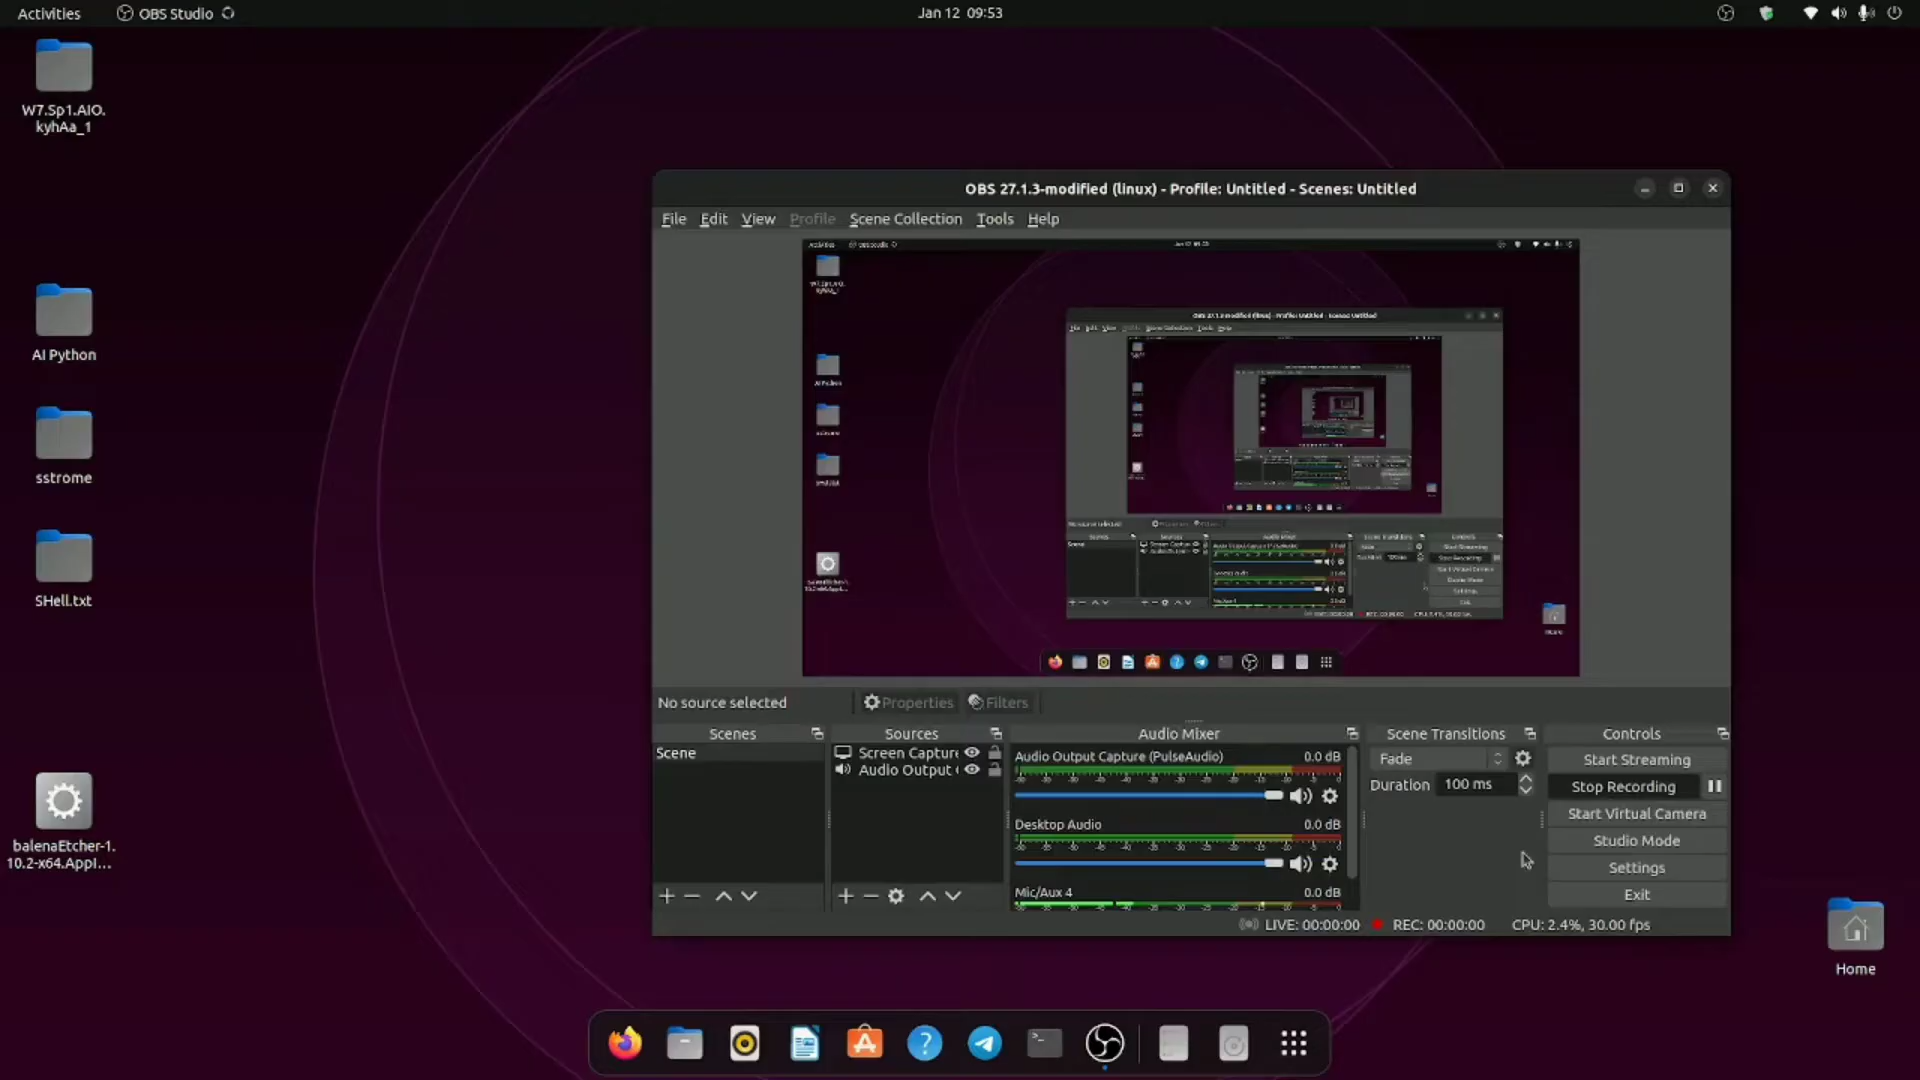 Activities
OBS Studio
Jan 12 09:53
W7.Sp1.AIO.
kyhAa_1
AI Python
sstrome
SHell.txt
balenaEtcher-1.
10.2-x64.AppI...
Home
OBS 27.1.3-modified (linux) - Profile: Untitled - Scenes: Untitled
File Edit View Profile Scene Collection Tools Help
No source selected
Properties
Filters
Scenes
Scene
Sources
Screen Capture
Audio Output
Audio Mixer
Audio Output Capture (PulseAudio) 0.0 dB
Desktop Audio 0.0 dB
Mic/Aux 4 0.0 dB
Scene Transitions
Fade
Duration 100 ms
Controls
Start Streaming
Stop Recording
Start Virtual Camera
Studio Mode
Settings
Exit
LIVE: 00:00:00 REC: 00:00:00 CPU: 2.4%, 30.00 fps